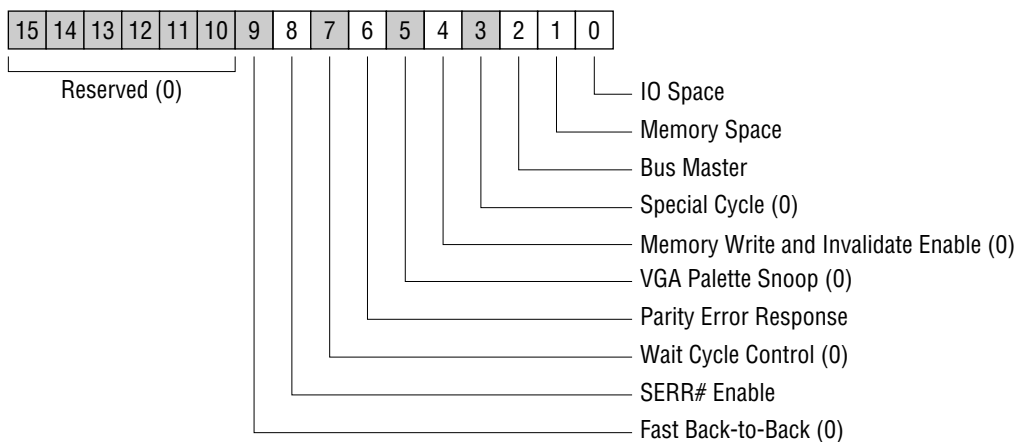 15 14 13 12 11 10 9 8 7 6 5 4 3 2 1 0
Reserved (0)
IO Space
Memory Space
Bus Master
Special Cycle (0)
Memory Write and Invalidate Enable (0)
VGA Palette Snoop (0)
Parity Error Response
Wait Cycle Control (0)
SERR# Enable
Fast Back-to-Back (0)